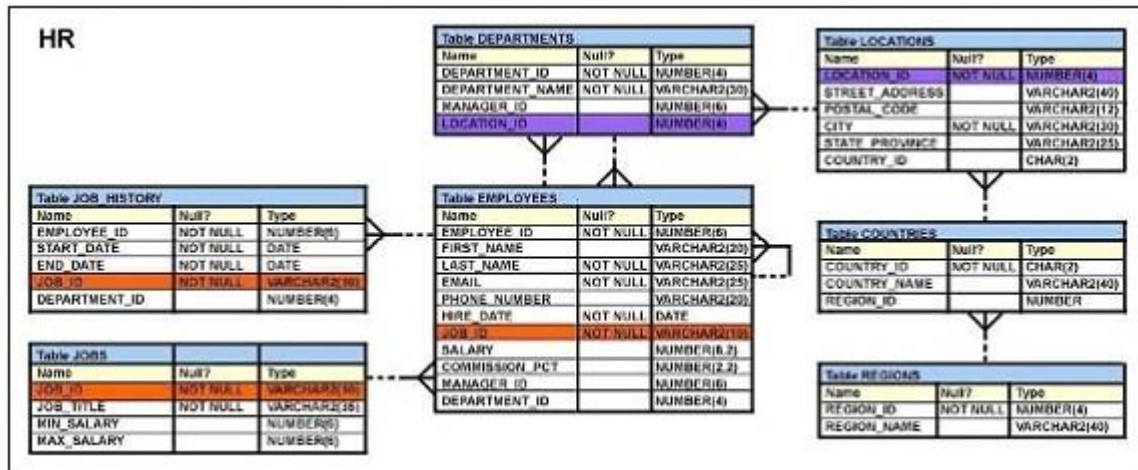 HR
Table DEPARTMENTS
Name Null? Type
DEPARTMENT_ID NOT NULL NUMBER(4)
DEPARTMENT_NAME NOT NULL VARCHAR2(30)
MANAGER_ID NUMBER(6)
LOCATION_ID NUMBER(4)
Table LOCATIONS
Name Null? Type
LOCATION_ID NOT NULL NUMBER(4)
STREET_ADDRESS VARCHAR2(40)
POSTAL_CODE VARCHAR2(12)
CITY NOT NULL VARCHAR2(30)
STATE_PROVINCE VARCHAR2(25)
COUNTRY_ID CHAR(2)
Table JOB_HISTORY
Name Null? Type
EMPLOYEE_ID NOT NULL NUMBER(6)
START_DATE NOT NULL DATE
END_DATE NOT NULL DATE
JOB_ID NOT NULL VARCHAR2(10)
DEPARTMENT_ID NUMBER(4)
Table EMPLOYEES
Name Null? Type
EMPLOYEE_ID NOT NULL NUMBER(6)
FIRST_NAME VARCHAR2(20)
LAST_NAME NOT NULL VARCHAR2(25)
EMAIL NOT NULL VARCHAR2(25)
PHONE_NUMBER VARCHAR2(20)
HIRE_DATE NOT NULL DATE
JOB_ID NOT NULL VARCHAR2(10)
SALARY NUMBER(8,2)
COMMISSION_PCT NUMBER(2,2)
MANAGER_ID NUMBER(6)
DEPARTMENT_ID NUMBER(4)
Table COUNTRIES
Name Null? Type
COUNTRY_ID NOT NULL CHAR(2)
COUNTRY_NAME VARCHAR2(40)
REGION_ID NUMBER
Table JOBS
Name Null? Type
JOB_ID NOT NULL VARCHAR2(10)
JOB_TITLE NOT NULL VARCHAR2(35)
MIN_SALARY NUMBER(6)
MAX_SALARY NUMBER(6)
Table REGIONS
Name Null? Type
REGION_ID NOT NULL NUMBER(4)
REGION_NAME VARCHAR2(40)